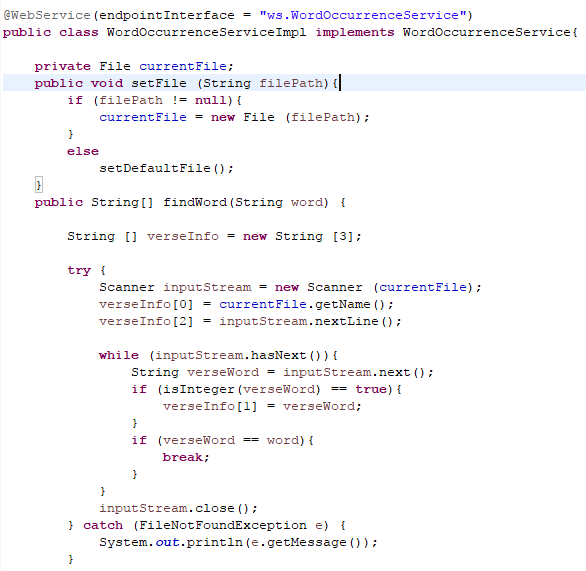 @WebService(endpointInterface = "ws.WordOccurrenceService")
public class WordOccurrenceServiceImpl implements WordOccurrenceService{
private File currentFile;
public void setFile (String filePath){
if (filePath != null){
currentFile = new File (filePath);
}
else
setDefaultFile();
}
public String[] findWord(String word) {
String [] verseInfo = new String [3];
try {
Scanner inputStream = new Scanner (currentFile);
verseInfo[0] = currentFile.getName();
verseInfo[2] = inputStream.nextLine();
while (inputStream.hasNext()){
String verseWord = inputStream.next();
if (isInteger(verseWord) == true){
verseInfo[1] = verseWord;
}
if (verseWord == word){
break;
}
}
inputStream.close();
} catch (FileNotFoundException e) {
System.out.println(e.getMessage());
}